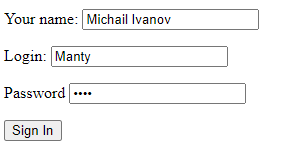 Your name: Michail Ivanov
Login: Manty
Password ••••
Sign In